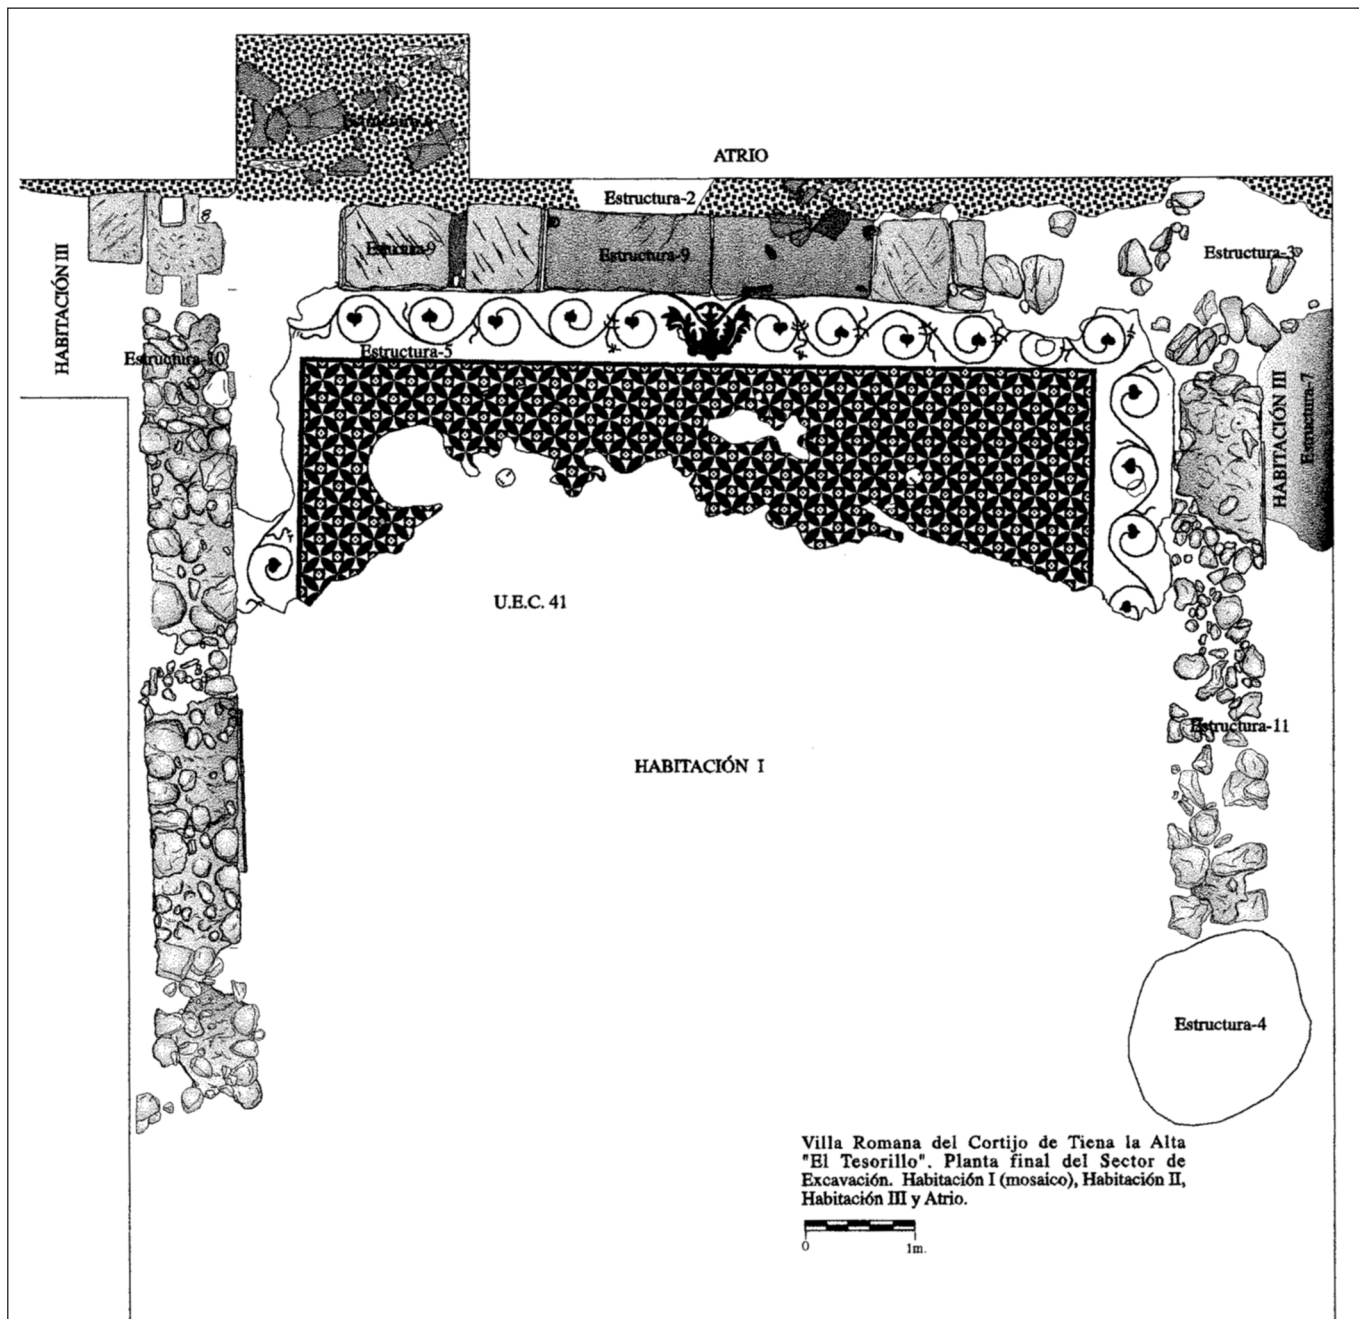 ATRIO
Estructura-2
8
Estructura-9
Estructura-9
Estructura-3
HABITACIÓN III
Estructura-10
Estructura-5
HABITACIÓN III
Estructura-7
U.E.C. 41
Estructura-11
HABITACIÓN I
Estructura-4
Villa Romana del Cortijo de Tiena la Alta
"El Tesorillo". Planta final del Sector de
Excavación. Habitación I (mosaico), Habitación II,
Habitación III y Atrio.
0 1m.